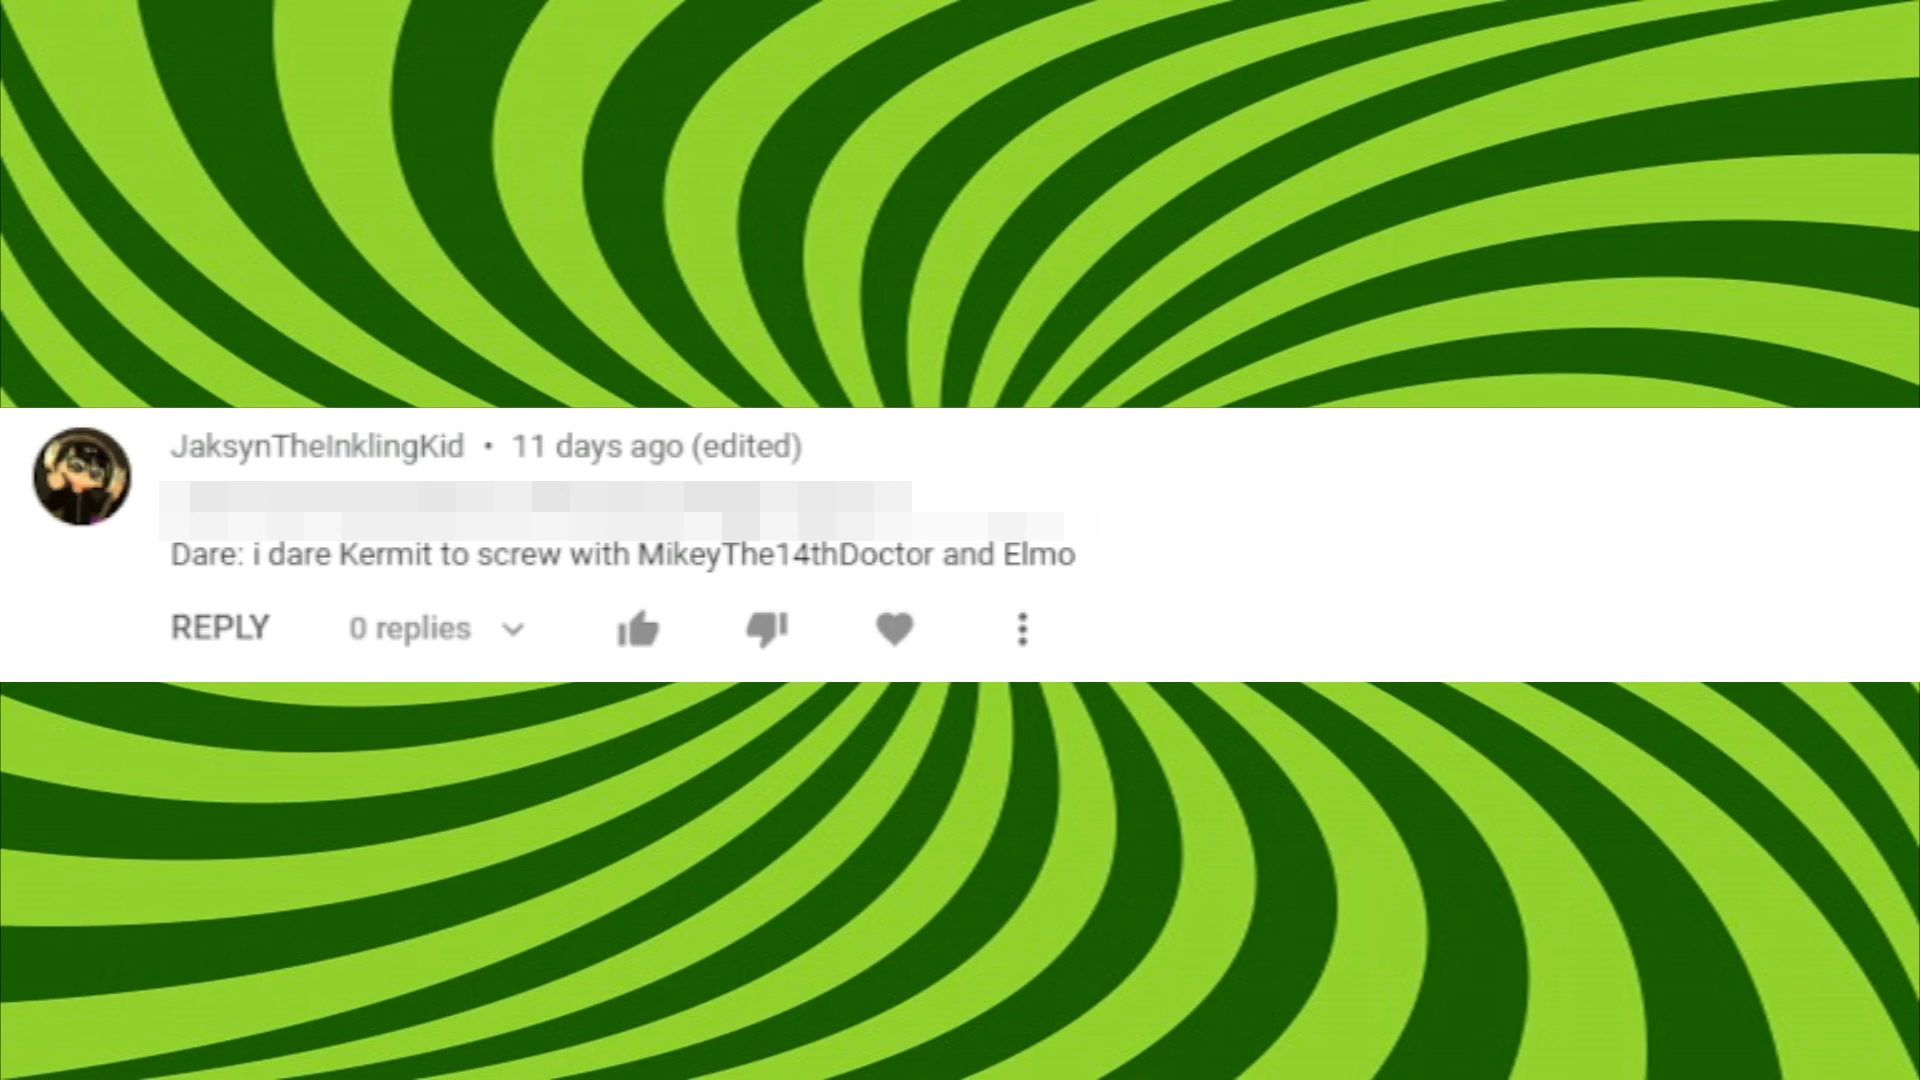 JaksynTheInklingKid • 11 days ago (edited)
Dare: i dare Kermit to screw with MikeyThe14thDoctor and Elmo
REPLY 0 replies